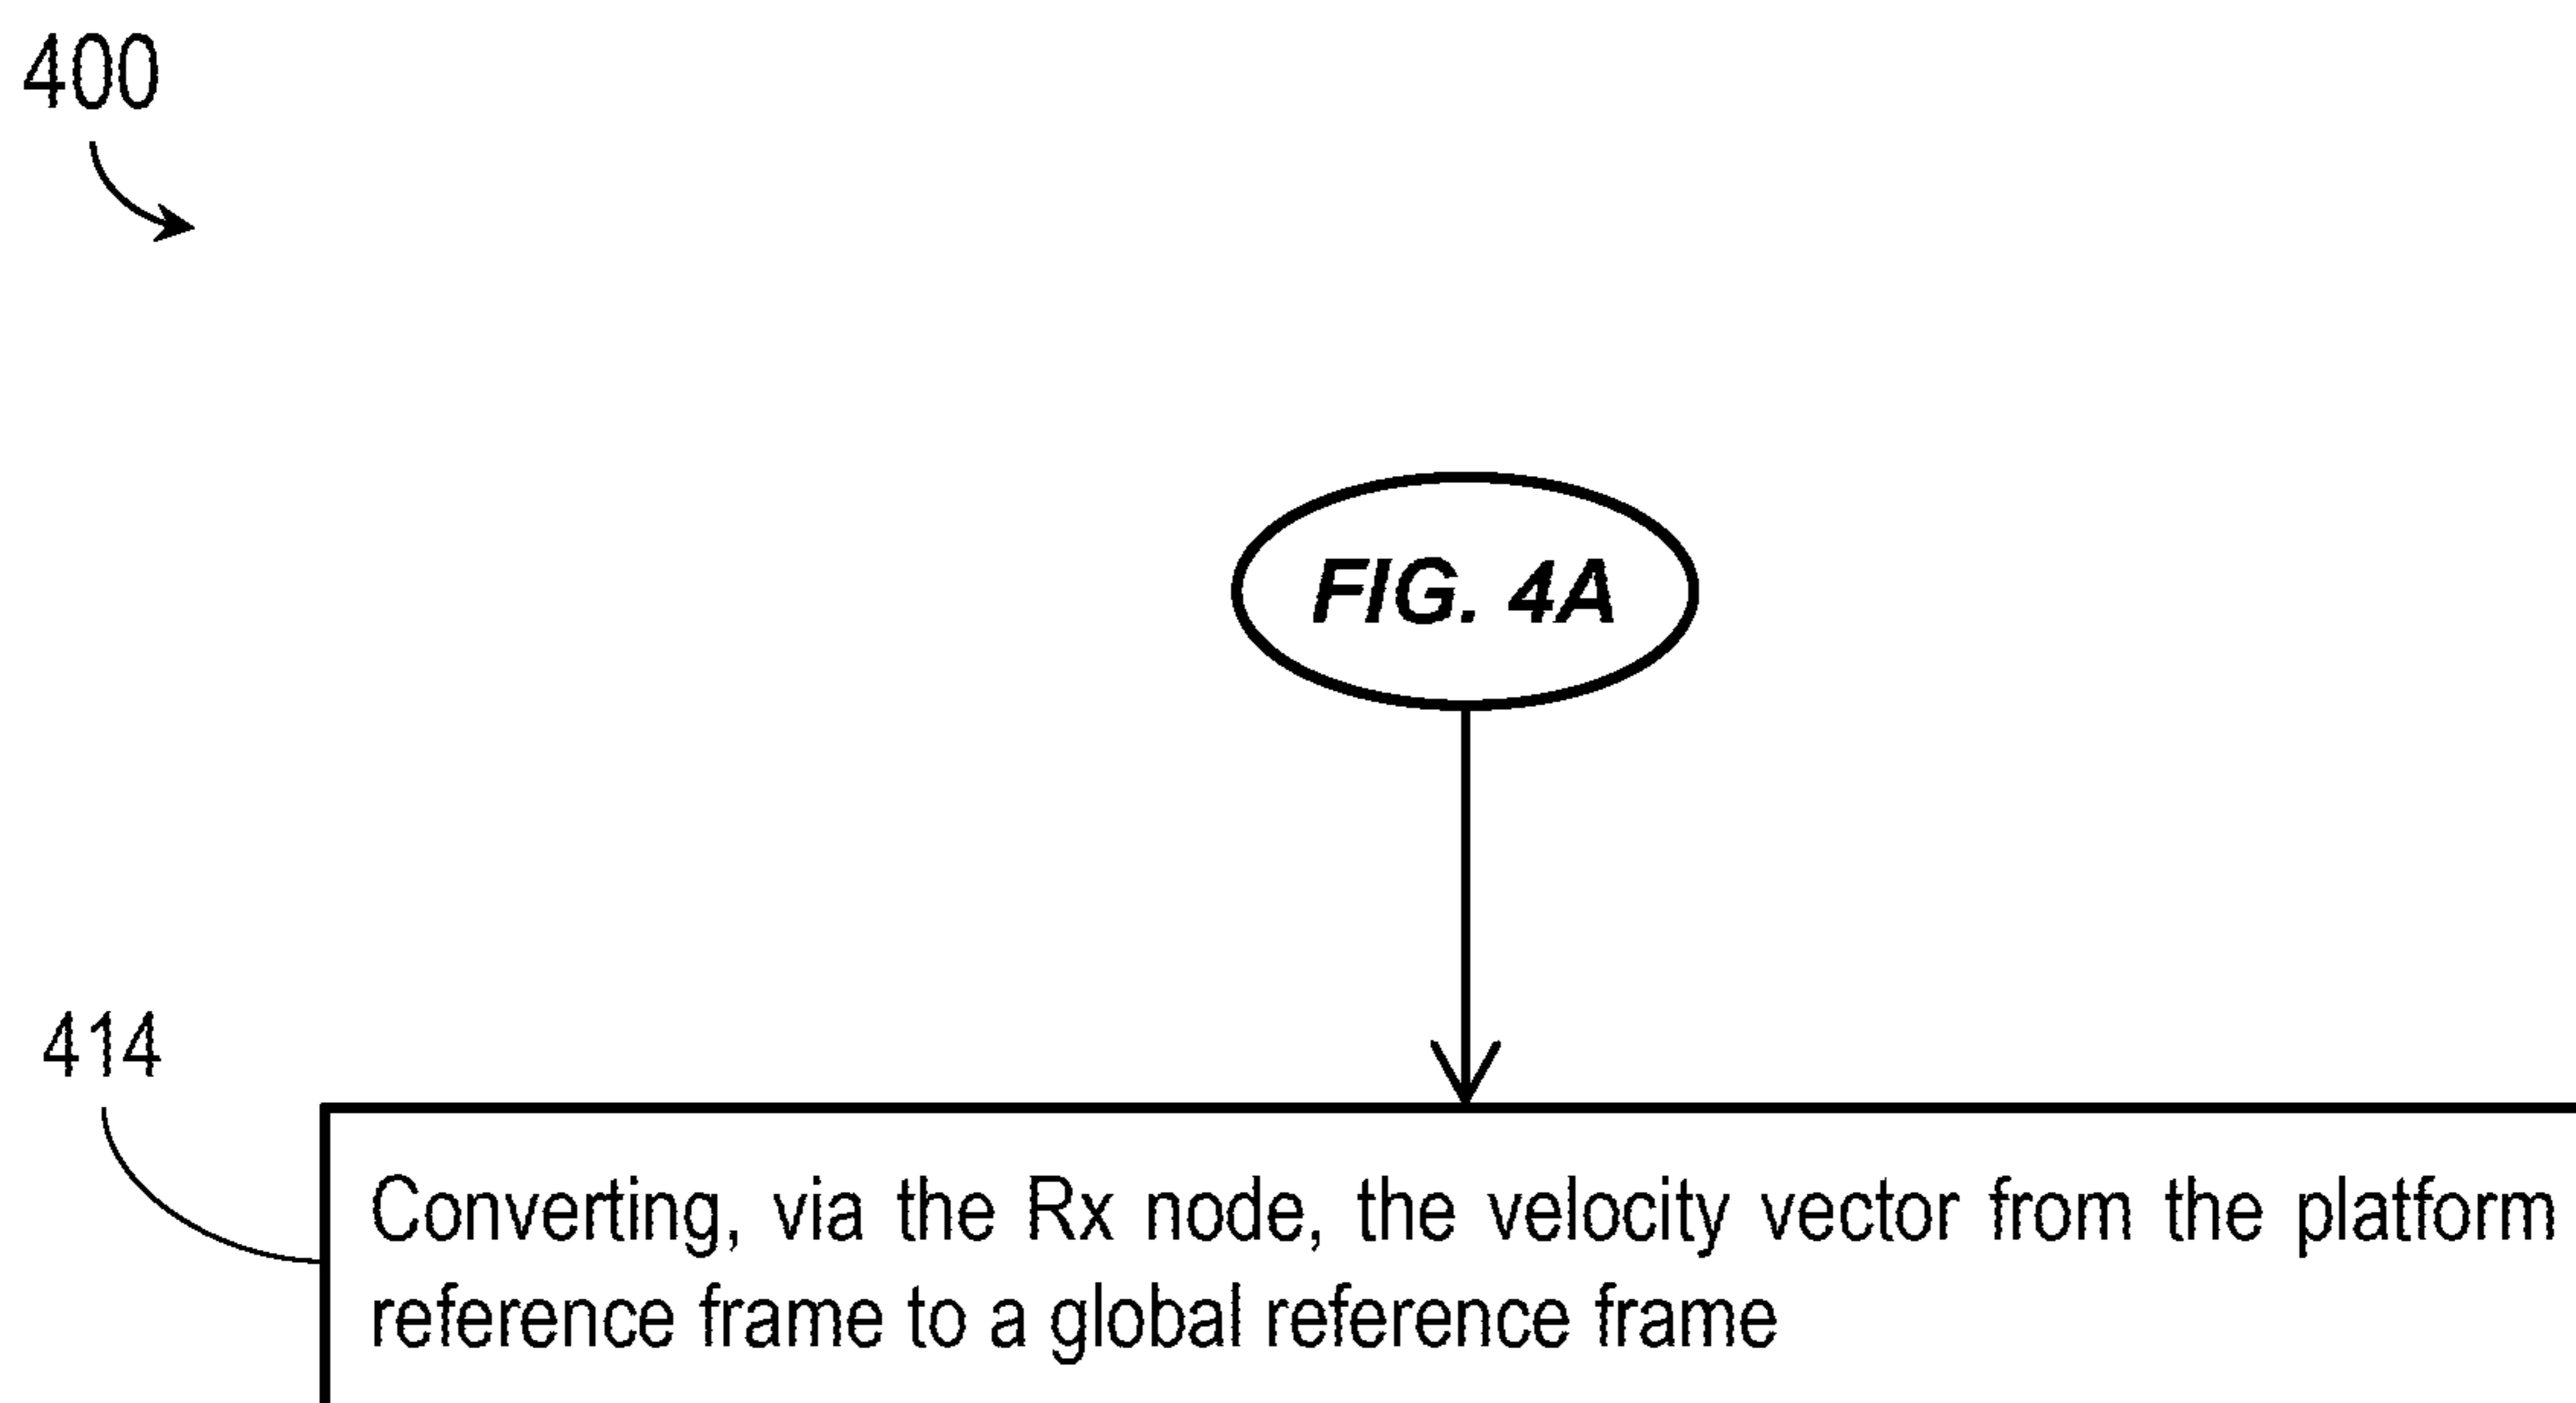 400
FIG. 4A
414
Converting, via the Rx node, the velocity vector from the platform
reference frame to a global reference frame